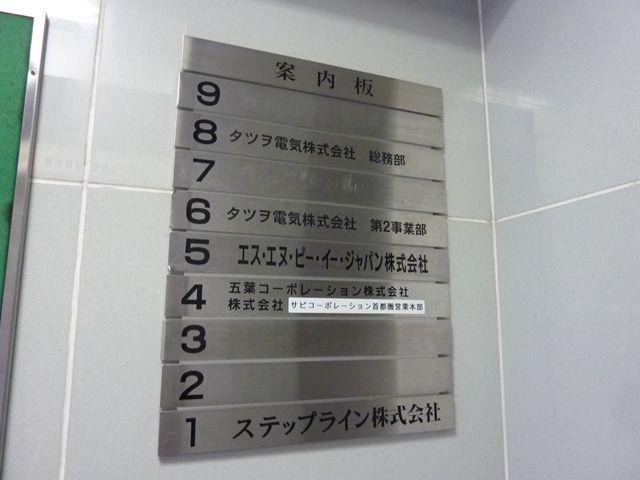 案内板
9
8 タツヲ電気株式会社 総務部
7
6 タツヲ電気株式会社 第2事業部
5 エス・エヌ・ピー・イー・ジャパン株式会社
4 五葉コーポレーション株式会社
株式会社 サビコーポレーション首都圏営業本部
3
2
1 ステップライン株式会社